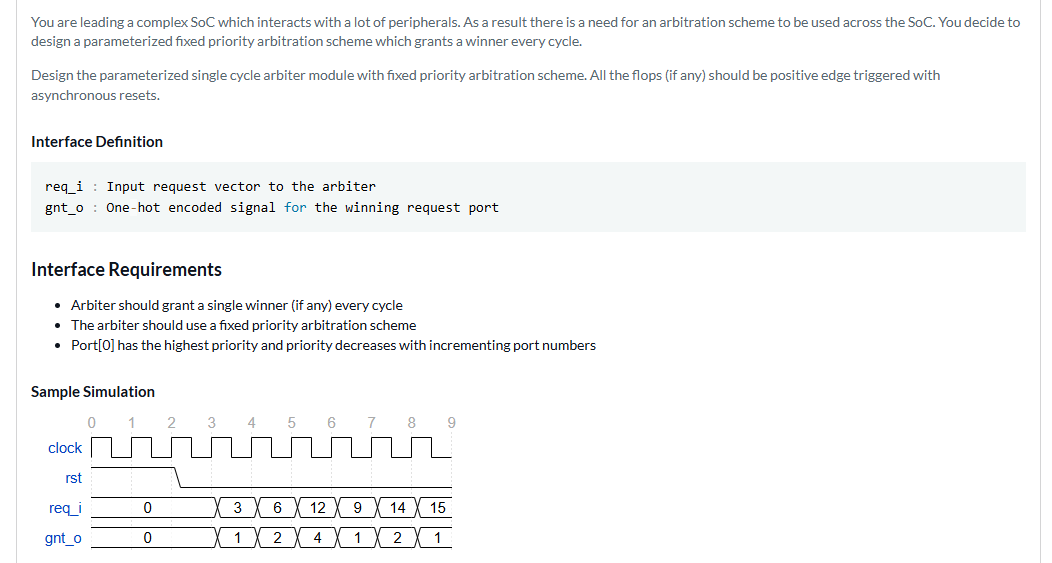 You are leading a complex SoC which interacts with a lot of peripherals. As a result there is a need for an arbitration scheme to be used across the SoC. You decide to
design a parameterized fixed priority arbitration scheme which grants a winner every cycle.
Design the parameterized single cycle arbiter module with fixed priority arbitration scheme. All the flops (if any) should be positive edge triggered with
asynchronous resets.
Interface Definition
req_i : Input request vector to the arbiter
gnt_o : One-hot encoded signal for the winning request port
Interface Requirements
• Arbiter should grant a single winner (if any) every cycle
• The arbiter should use a fixed priority arbitration scheme
• Port[0] has the highest priority and priority decreases with incrementing port numbers
Sample Simulation
0 1 2 3 4 5 6 7 8 9
clock
rst
req_i 0 3 6 12 9 14 15
gnt_o 0 1 2 4 1 2 1